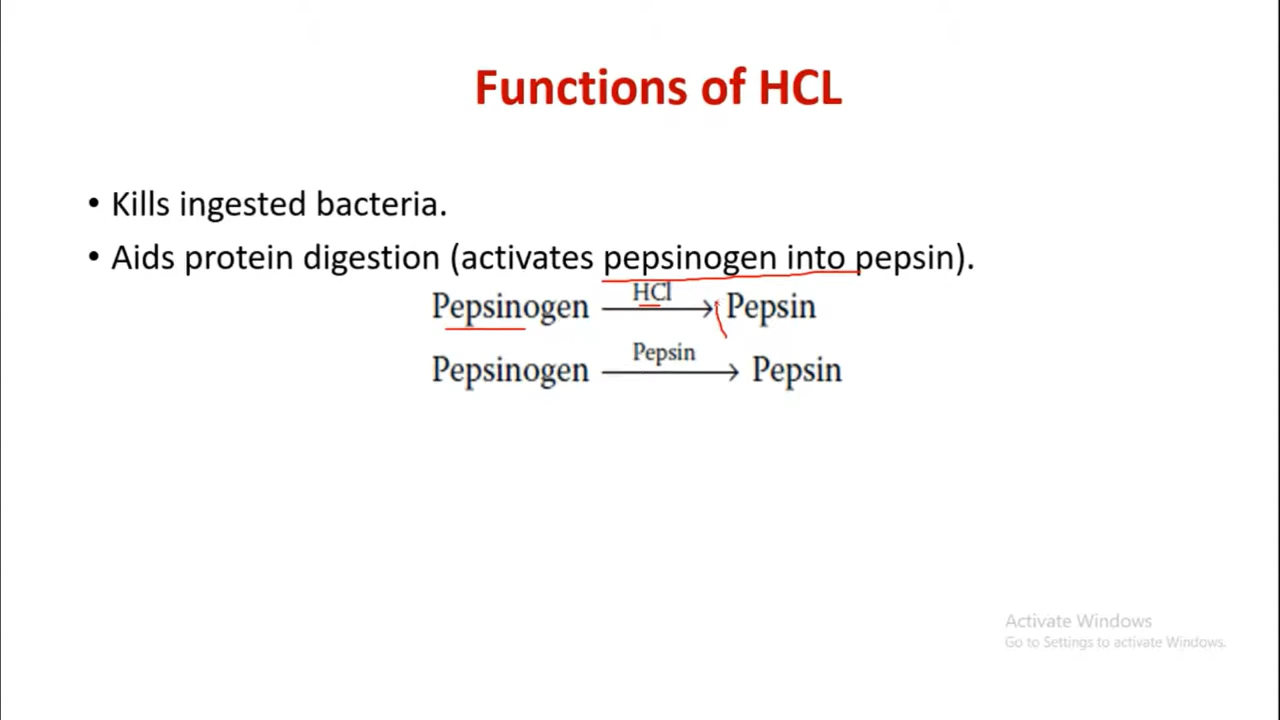 Functions of HCL
• Kills ingested bacteria.
• Aids protein digestion (activates pepsinogen into pepsin).
HCl
Pepsinogen ⟶ Pepsin
Pepsin
Pepsinogen ⟶ Pepsin
Activate Windows
Go to Settings to activate Windows.